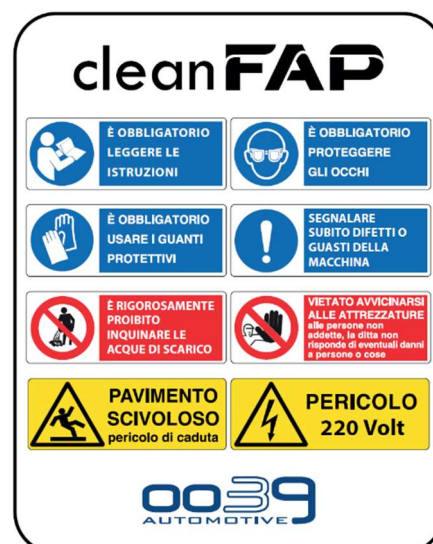 cleanFAP
È OBBLIGATORIO
LEGGERE LE
ISTRUZIONI
È OBBLIGATORIO
PROTEGGERE
GLI OCCHI
È OBBLIGATORIO
USARE I GUANTI
PROTETTIVI
SEGNALARE
SUBITO DIFETTI O
GUASTI DELLA
MACCHINA
È RIGOROSAMENTE
PROIBITO
INQUINARE LE
ACQUE DI SCARICO
VIETATO AVVICINARSI
ALLE ATTREZZATURE
alle persone non
addette, la ditta non
risponde di eventuali danni
a persone o cose
PAVIMENTO
SCIVOLOSO
pericolo di caduta
PERICOLO
220 Volt
0039
AUTOMOTIVE